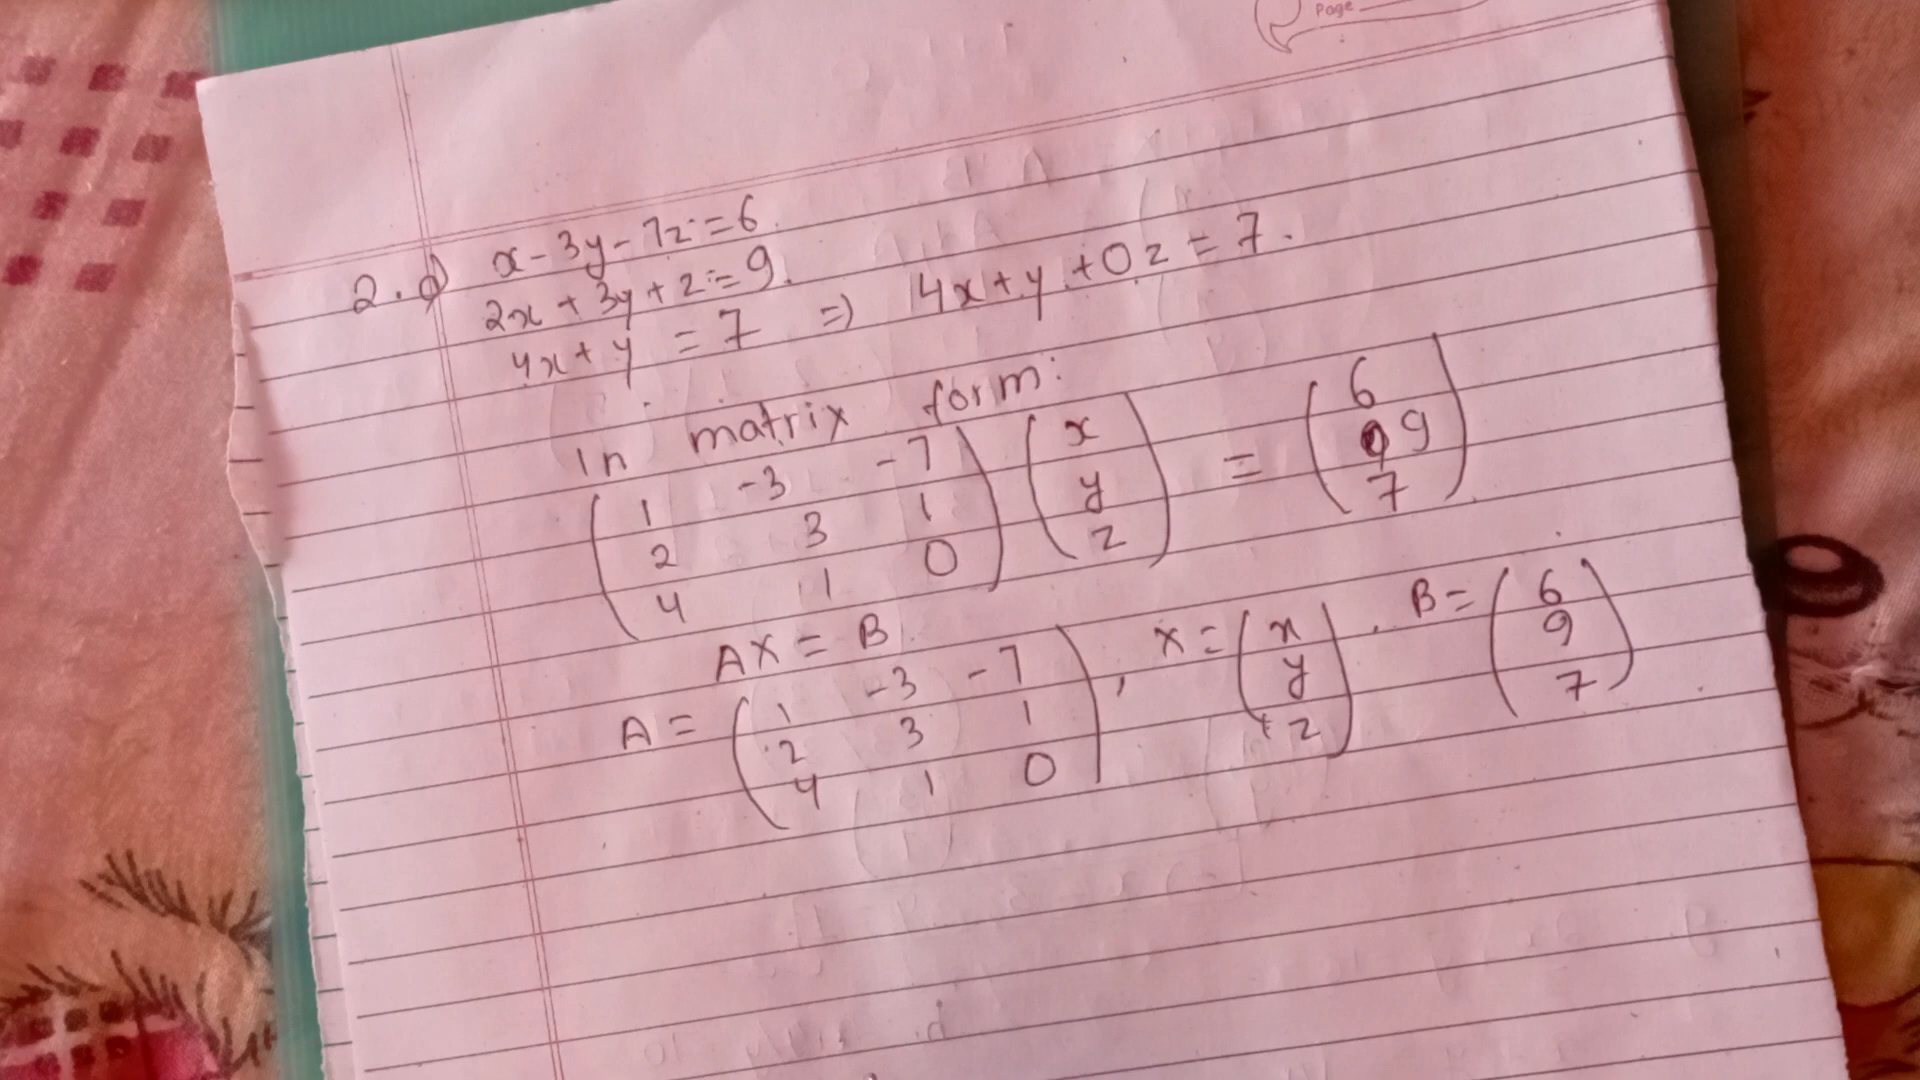 Page
2. a) x - 3y - 7z = 6.
2x + 3y + z = 9.
4x + y = 7 ⇒ 4x + y + 0z = 7.
In matrix form:
( 1 -3 -7 ) ( x ) = ( 6 )
( 2 3 1 ) ( y ) ( 9 )
( 4 1 0 ) ( z ) ( 7 )
AX = B
A = ( 1 -3 -7 ) , X = ( x ) . B = ( 6 )
( 2 3 1 ) ( y ) ( 9 )
( 4 1 0 ) ( z ) ( 7 )